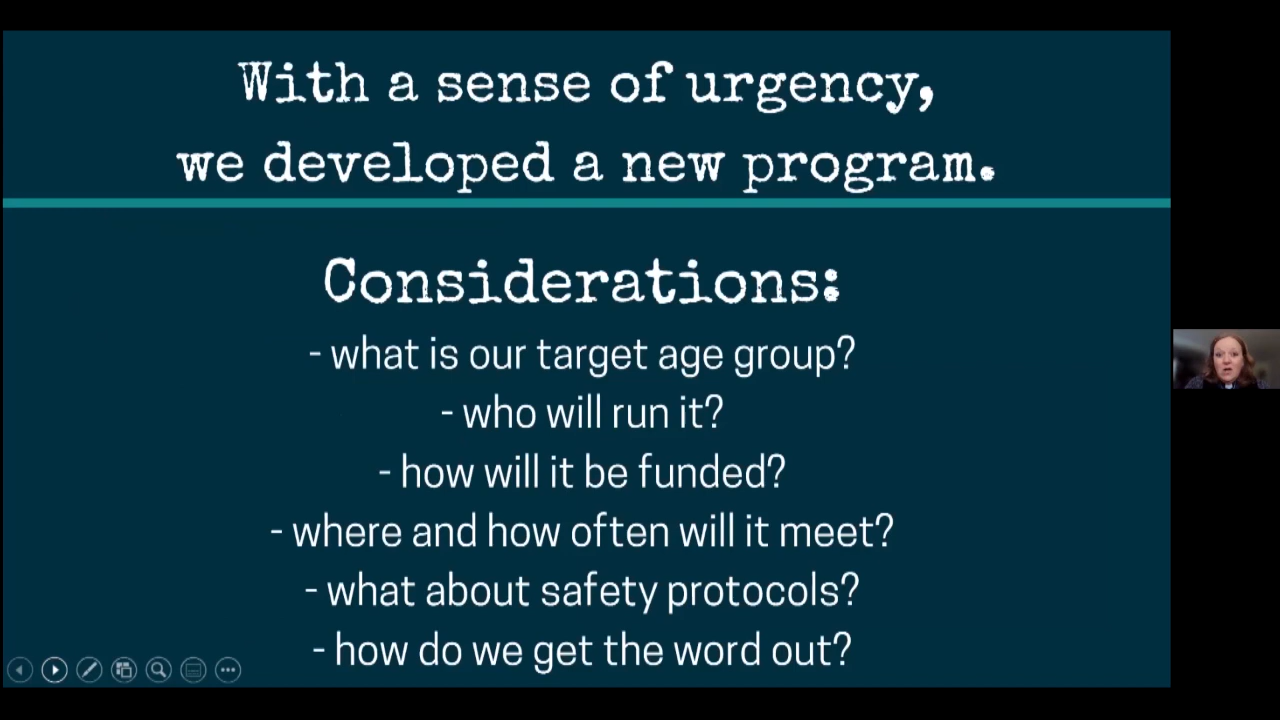 With a sense of urgency,
we developed a new program.
Considerations:
- what is our target age group?
- who will run it?
- how will it be funded?
- where and how often will it meet?
- what about safety protocols?
- how do we get the word out?